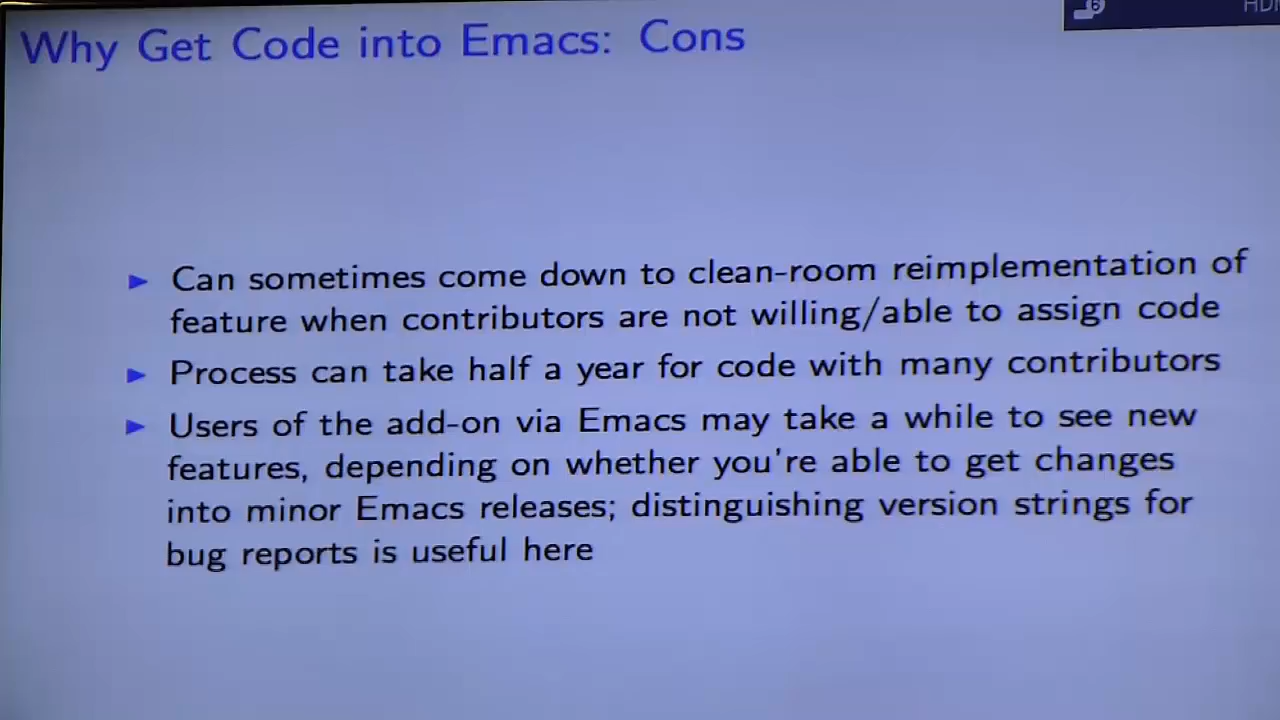 Why Get Code into Emacs: Cons
HDI
6
► Can sometimes come down to clean-room reimplementation of
feature when contributors are not willing/able to assign code
► Process can take half a year for code with many contributors
► Users of the add-on via Emacs may take a while to see new
features, depending on whether you're able to get changes
into minor Emacs releases; distinguishing version strings for
bug reports is useful here